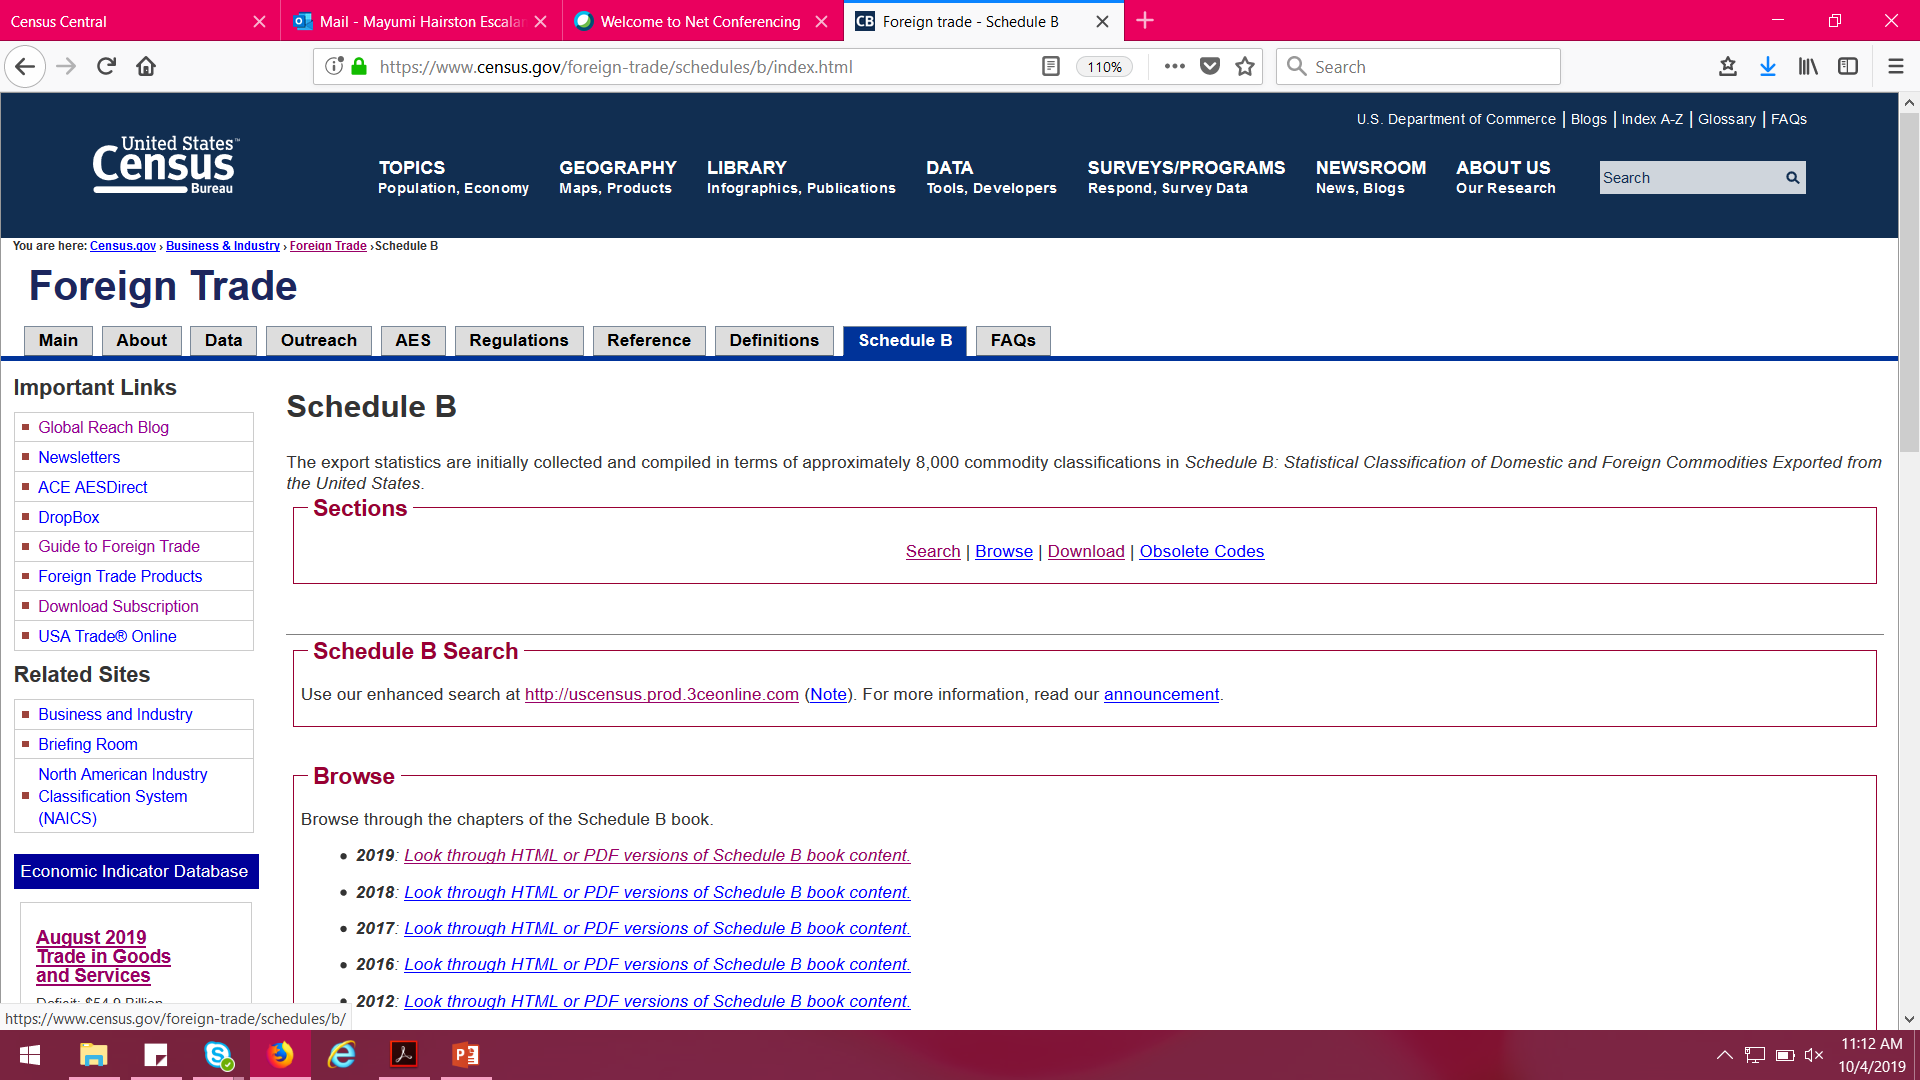 Census Central
Mail - Mayumi Hairston Escalan
Welcome to Net Conferencing
CB Foreign trade - Schedule B
https://www.census.gov/foreign-trade/schedules/b/index.html
110%
Search
U.S. Department of Commerce | Blogs | Index A-Z | Glossary | FAQs
United States™
Census
Bureau
TOPICS
Population, Economy
GEOGRAPHY
Maps, Products
LIBRARY
Infographics, Publications
DATA
Tools, Developers
SURVEYS/PROGRAMS
Respond, Survey Data
NEWSROOM
News, Blogs
ABOUT US
Our Research
Search
You are here: Census.gov › Business & Industry › Foreign Trade ›Schedule B
Foreign Trade
Main About Data Outreach AES Regulations Reference Definitions Schedule B FAQs
Important Links
Global Reach Blog
Newsletters
ACE AESDirect
DropBox
Guide to Foreign Trade
Foreign Trade Products
Download Subscription
USA Trade® Online
Related Sites
Business and Industry
Briefing Room
North American Industry
Classification System
(NAICS)
Economic Indicator Database
August 2019
Trade in Goods
and Services
Deficit: $54.9 Billion
Schedule B
The export statistics are initially collected and compiled in terms of approximately 8,000 commodity classifications in Schedule B: Statistical Classification of Domestic and Foreign Commodities Exported from
the United States.
Sections
Search | Browse | Download | Obsolete Codes
Schedule B Search
Use our enhanced search at http://uscensus.prod.3ceonline.com (Note). For more information, read our announcement.
Browse
Browse through the chapters of the Schedule B book.
• 2019: Look through HTML or PDF versions of Schedule B book content.
• 2018: Look through HTML or PDF versions of Schedule B book content.
• 2017: Look through HTML or PDF versions of Schedule B book content.
• 2016: Look through HTML or PDF versions of Schedule B book content.
• 2012: Look through HTML or PDF versions of Schedule B book content.
https://www.census.gov/foreign-trade/schedules/b/
11:12 AM
10/4/2019